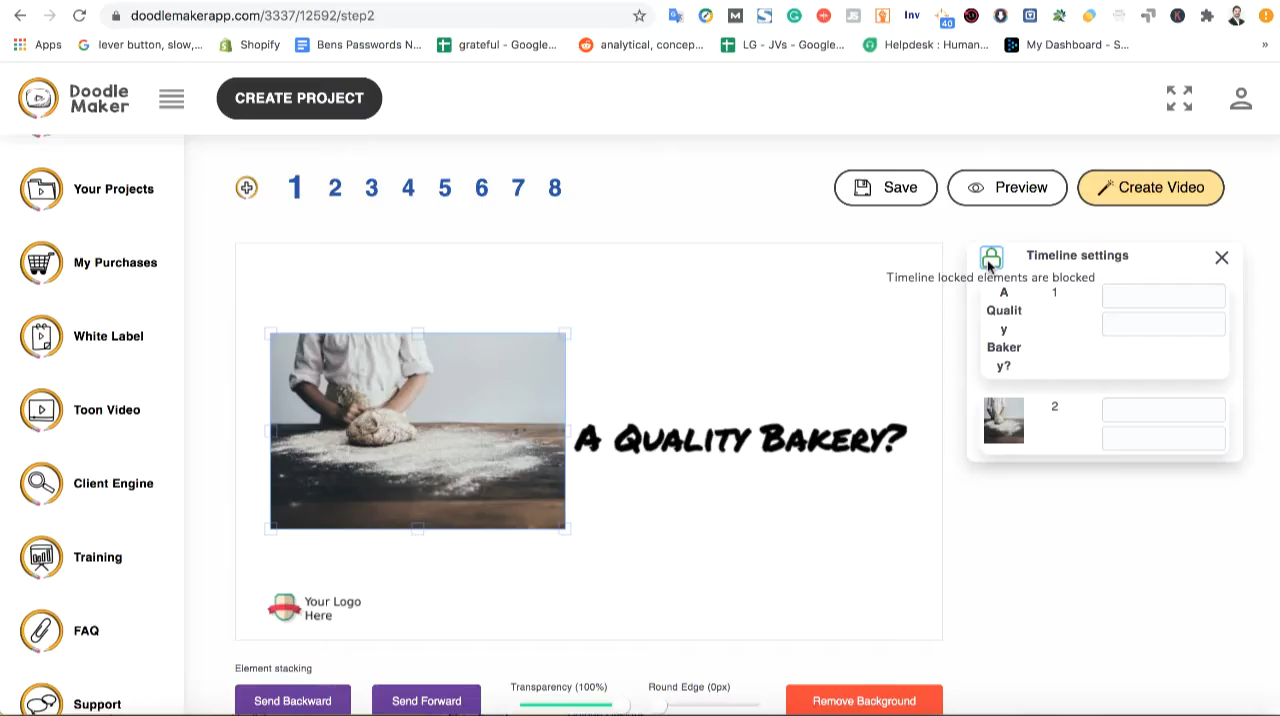 doodlemakerapp.com/3337/12592/step2
Inv
40
Apps
lever button, slow,...
Shopify
Bens Passwords N...
grateful - Google...
analytical, concep...
LG - JVs - Google...
Helpdesk : Human...
My Dashboard - S...
»
Doodle
Maker
CREATE PROJECT
Your Projects
My Purchases
White Label
Toon Video
Client Engine
Training
FAQ
Support
1 2 3 4 5 6 7 8
Save
Preview
Create Video
Timeline settings
Timeline locked elements are blocked
A
Qualit
y
Baker
y?
1
2
A Quality Bakery?
Your Logo
Here
Element stacking
Send Backward
Send Forward
Transparency (100%)
Round Edge (0px)
Remove Background